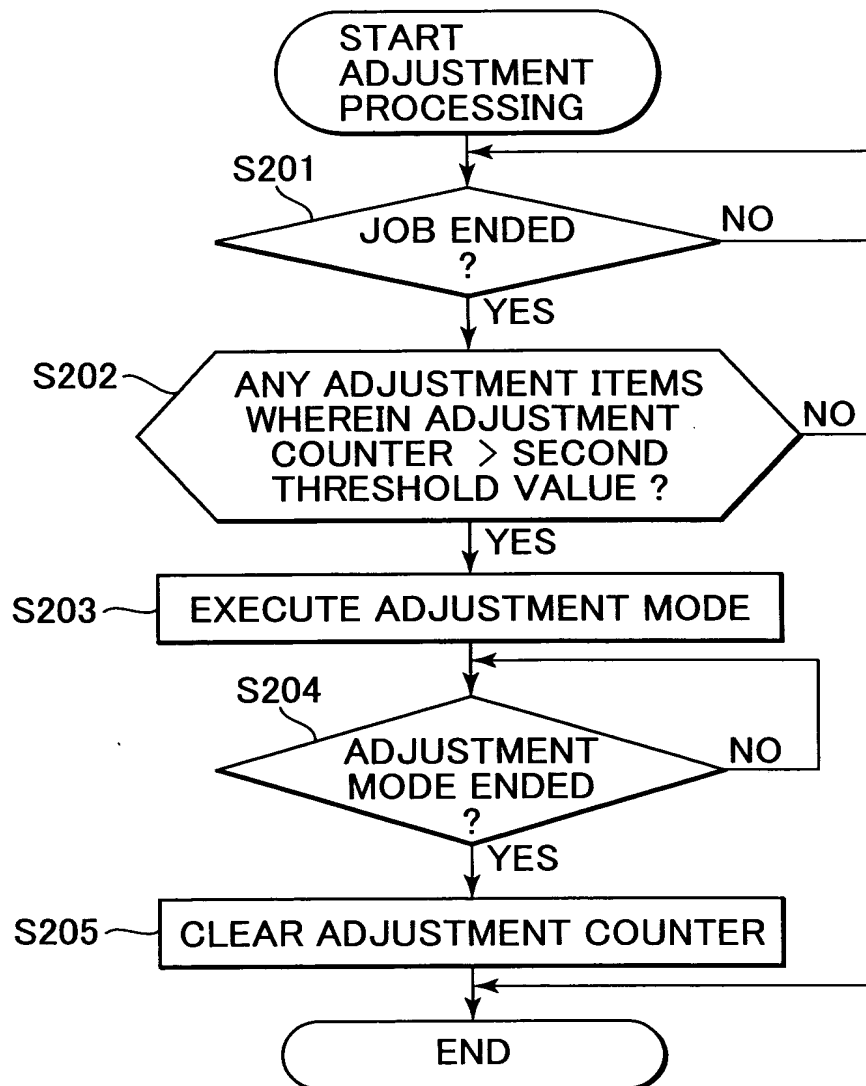 START
ADJUSTMENT
PROCESSING
S201
JOB ENDED
?
NO
YES
S202
ANY ADJUSTMENT ITEMS
WHEREIN ADJUSTMENT
COUNTER > SECOND
THRESHOLD VALUE ?
NO
YES
S203
EXECUTE ADJUSTMENT MODE
S204
ADJUSTMENT
MODE ENDED
?
NO
YES
S205
CLEAR ADJUSTMENT COUNTER
END